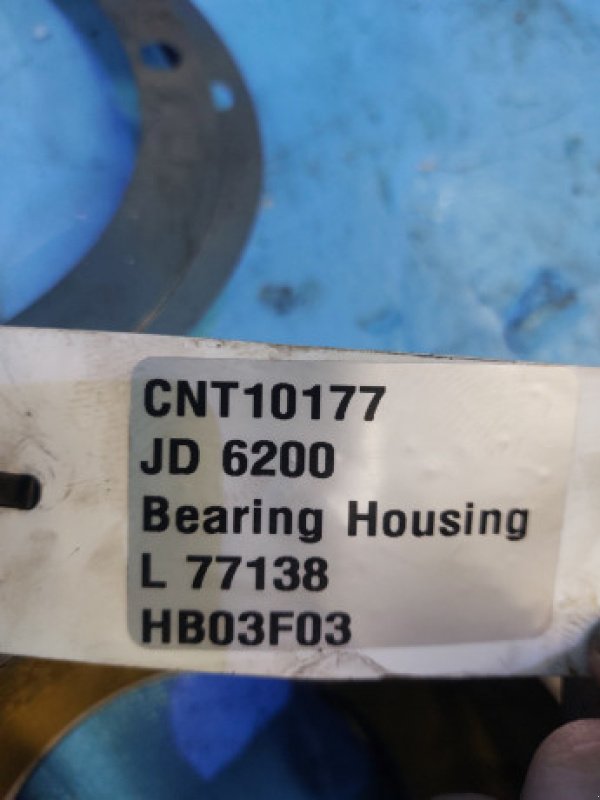 CNT10177
JD 6200
Bearing Housing
L 77138
HB03F03